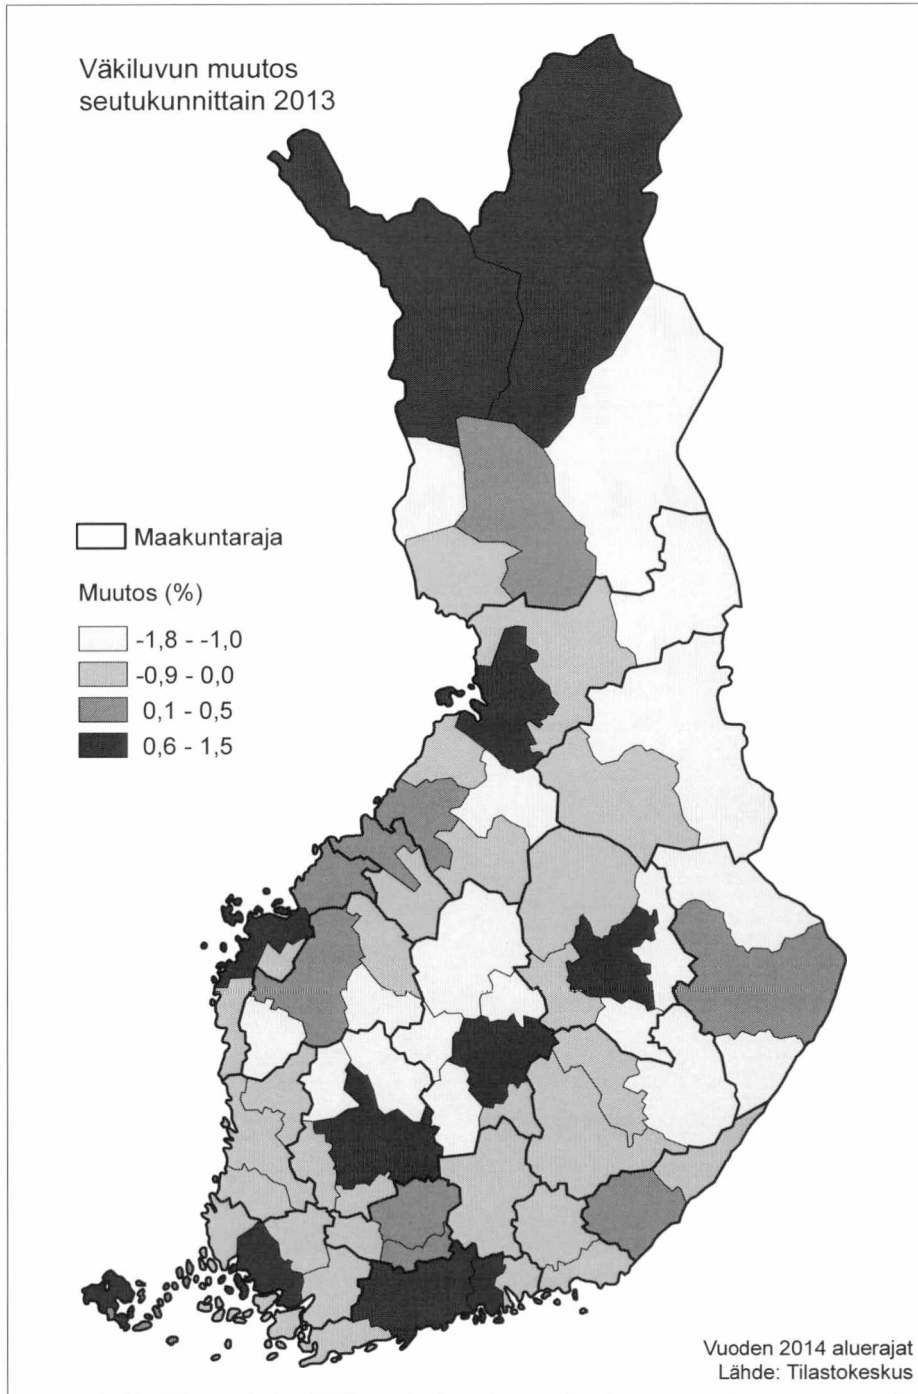 Väkiluvun muutos
seutukunnittain 2013
Maakuntaraja
Muutos (%)
-1,8 - -1,0
-0,9 - 0,0
0,1 - 0,5
0,6 - 1,5
Vuoden 2014 aluerajat
Lähde: Tilastokeskus